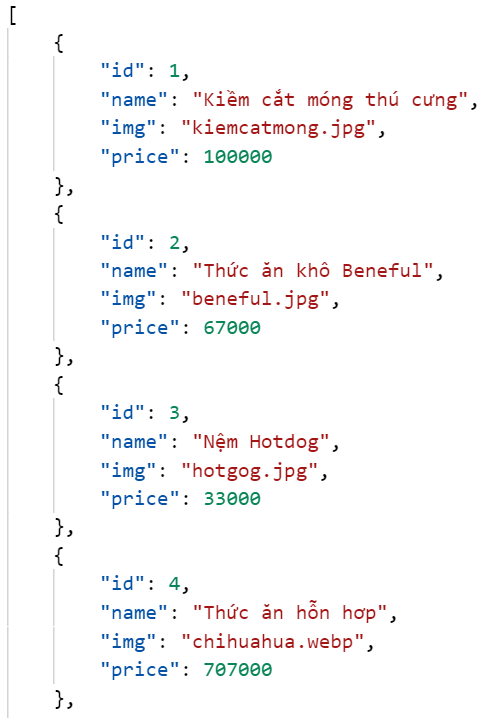 [
    {
        "id": 1,
        "name": "Kiềm cắt móng thú cưng",
        "img": "kiemcatmong.jpg",
        "price": 100000
    },
    {
        "id": 2,
        "name": "Thức ăn khô Beneful",
        "img": "beneful.jpg",
        "price": 67000
    },
    {
        "id": 3,
        "name": "Nệm Hotdog",
        "img": "hotgog.jpg",
        "price": 33000
    },
    {
        "id": 4,
        "name": "Thức ăn hỗn hơp",
        "img": "chihuahua.webp",
        "price": 707000
    },